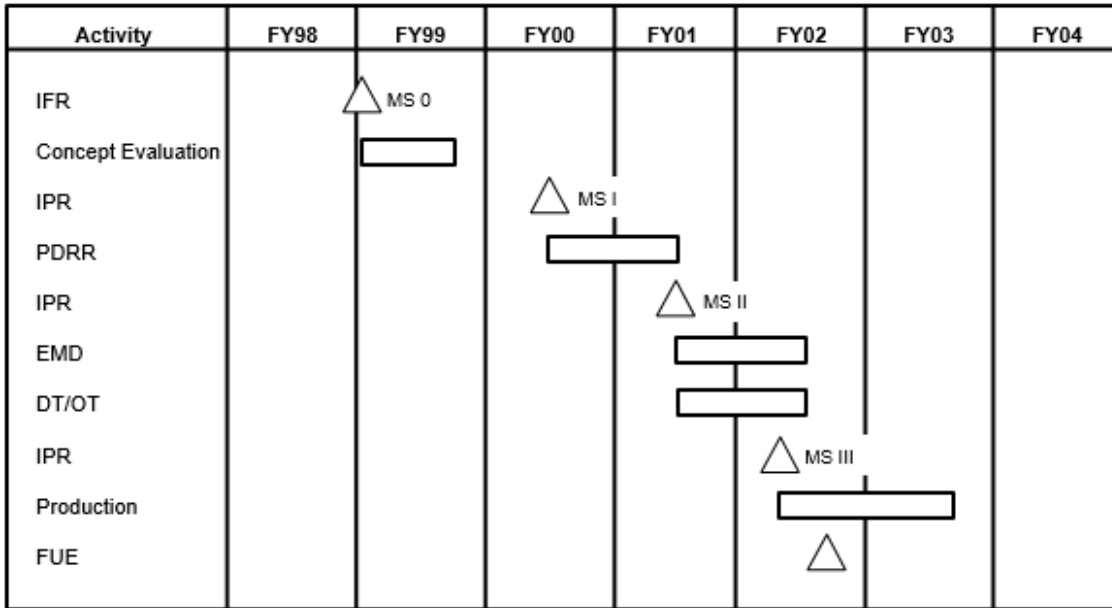 Activity FY98 FY99 FY00 FY01 FY02 FY03 FY04
IFR MS 0
Concept Evaluation
IPR MS I
PDRR
IPR MS II
EMD
DT/OT
IPR MS III
Production
FUE